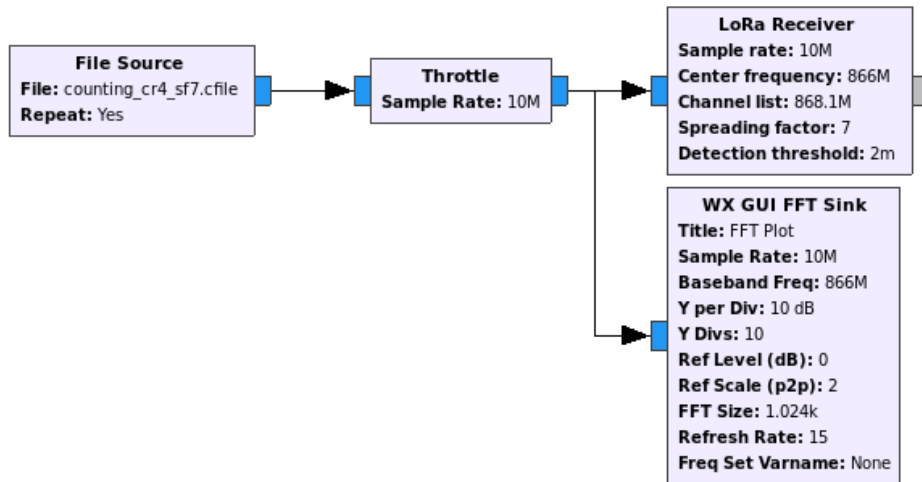 File Source
File: counting_cr4_sf7.cfile
Repeat: Yes
Throttle
Sample Rate: 10M
LoRa Receiver
Sample rate: 10M
Center frequency: 866M
Channel list: 868.1M
Spreading factor: 7
Detection threshold: 2m
WX GUI FFT Sink
Title: FFT Plot
Sample Rate: 10M
Baseband Freq: 866M
Y per Div: 10 dB
Y Divs: 10
Ref Level (dB): 0
Ref Scale (p2p): 2
FFT Size: 1.024k
Refresh Rate: 15
Freq Set Varname: None